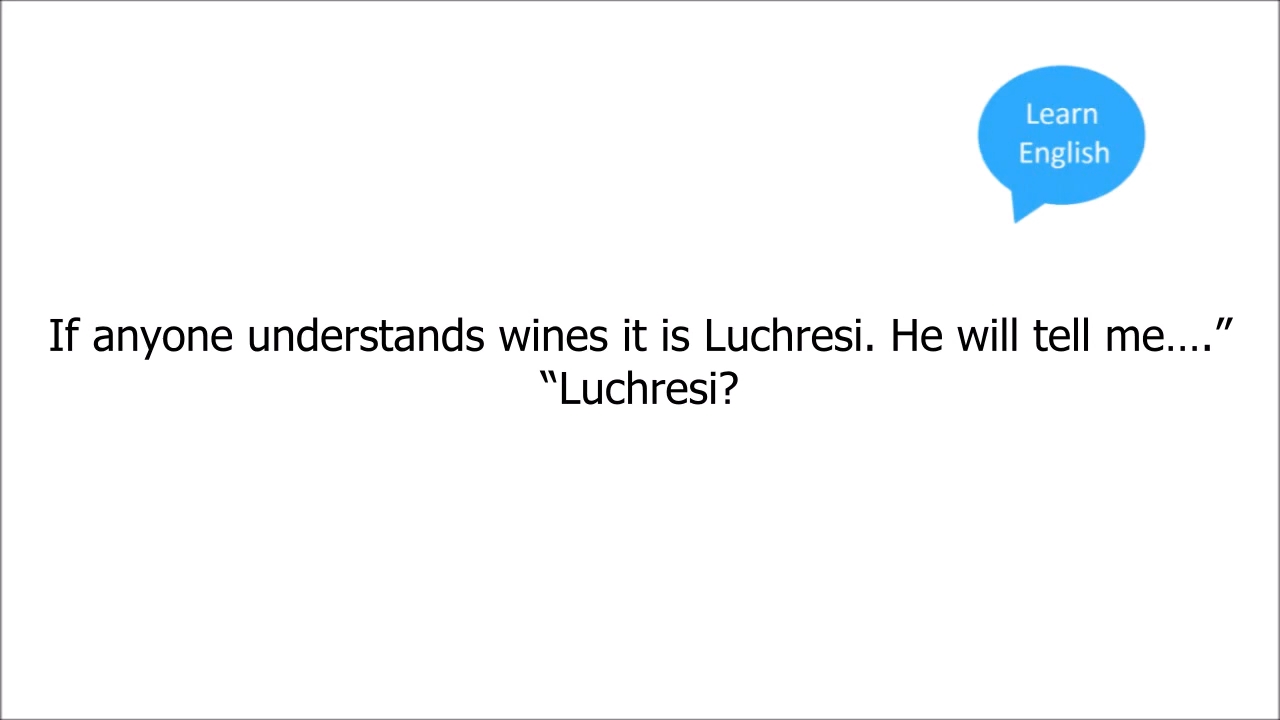 Learn
English
If anyone understands wines it is Luchresi. He will tell me….”
“Luchresi?